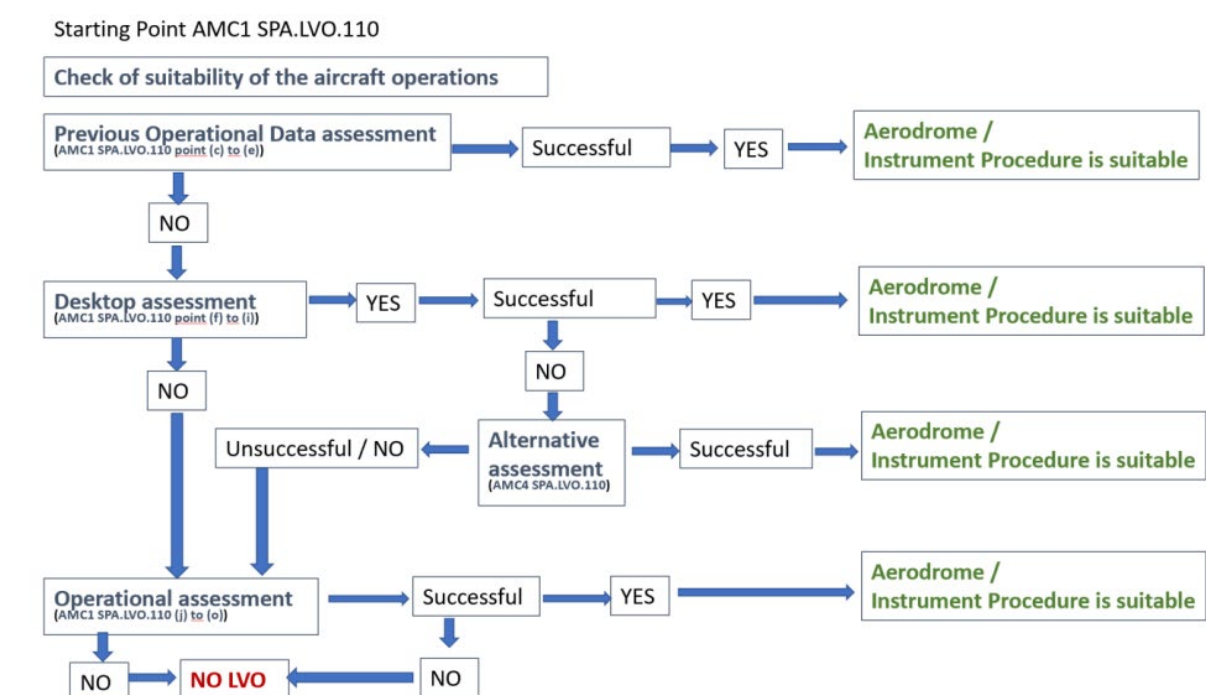 Starting Point AMC1 SPA.LVO.110
Check of suitability of the aircraft operations
Previous Operational Data assessment
(AMC1 SPA.LVO.110 point (c) to (e))
Successful
YES
Aerodrome /
Instrument Procedure is suitable
NO
Desktop assessment
(AMC1 SPA.LVO.110 point (f) to (i))
YES
Successful
YES
Aerodrome /
Instrument Procedure is suitable
NO
NO
Unsuccessful / NO
Alternative
assessment
(AMC4 SPA.LVO.110)
Successful
Aerodrome /
Instrument Procedure is suitable
Operational assessment
(AMC1 SPA.LVO.110 (j) to (o))
Successful
YES
Aerodrome /
Instrument Procedure is suitable
NO
NO LVO
NO